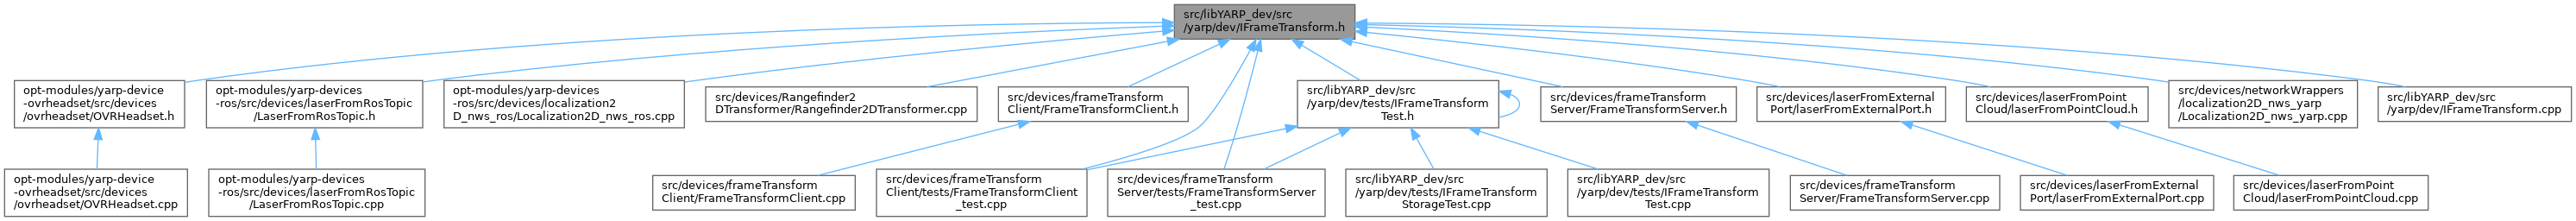 src/libYARP_dev/src
/yarp/dev/IFrameTransform.h
opt-modules/yarp-device
-ovrheadset/src/devices
/ovrheadset/OVRHeadset.h
opt-modules/yarp-devices
-ros/src/devices/laserFromRosTopic
/LaserFromRosTopic.h
opt-modules/yarp-devices
-ros/src/devices/localization2
D_nws_ros/Localization2D_nws_ros.cpp
src/devices/Rangefinder2
DTransformer/Rangefinder2DTransformer.cpp
src/devices/frameTransform
Client/FrameTransformClient.h
src/libYARP_dev/src
/yarp/dev/tests/IFrameTransform
Test.h
src/devices/frameTransform
Server/FrameTransformServer.h
src/devices/laserFromExternal
Port/laserFromExternalPort.h
src/devices/laserFromPoint
Cloud/laserFromPointCloud.h
src/devices/networkWrappers
/localization2D_nws_yarp
/Localization2D_nws_yarp.cpp
src/libYARP_dev/src
/yarp/dev/IFrameTransform.cpp
opt-modules/yarp-device
-ovrheadset/src/devices
/ovrheadset/OVRHeadset.cpp
opt-modules/yarp-devices
-ros/src/devices/laserFromRosTopic
/LaserFromRosTopic.cpp
src/devices/frameTransform
Client/FrameTransformClient.cpp
src/devices/frameTransform
Client/tests/FrameTransformClient
_test.cpp
src/devices/frameTransform
Server/tests/FrameTransformServer
_test.cpp
src/libYARP_dev/src
/yarp/dev/tests/IFrameTransform
StorageTest.cpp
src/libYARP_dev/src
/yarp/dev/tests/IFrameTransform
Test.cpp
src/devices/frameTransform
Server/FrameTransformServer.cpp
src/devices/laserFromExternal
Port/laserFromExternalPort.cpp
src/devices/laserFromPoint
Cloud/laserFromPointCloud.cpp